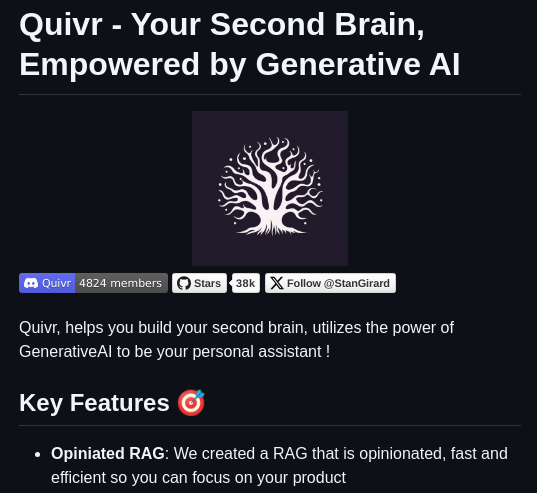 Quivr - Your Second Brain,
Empowered by Generative AI
Quivr 4824 members Stars 38k Follow @StanGirard
Quivr, helps you build your second brain, utilizes the power of
GenerativeAI to be your personal assistant !
Key Features 🎯
• Opiniated RAG: We created a RAG that is opinionated, fast and
efficient so you can focus on your product